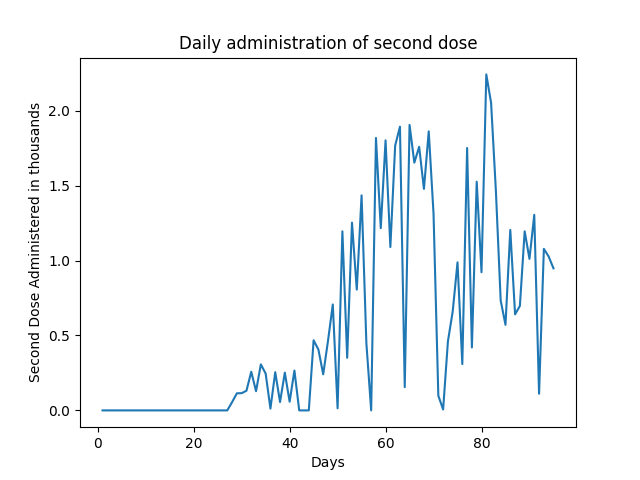 Daily administration of second dose
Second Dose Administered in thousands
2.0
1.5
1.0
0.5
0.0
0 20 40 60 80
Days